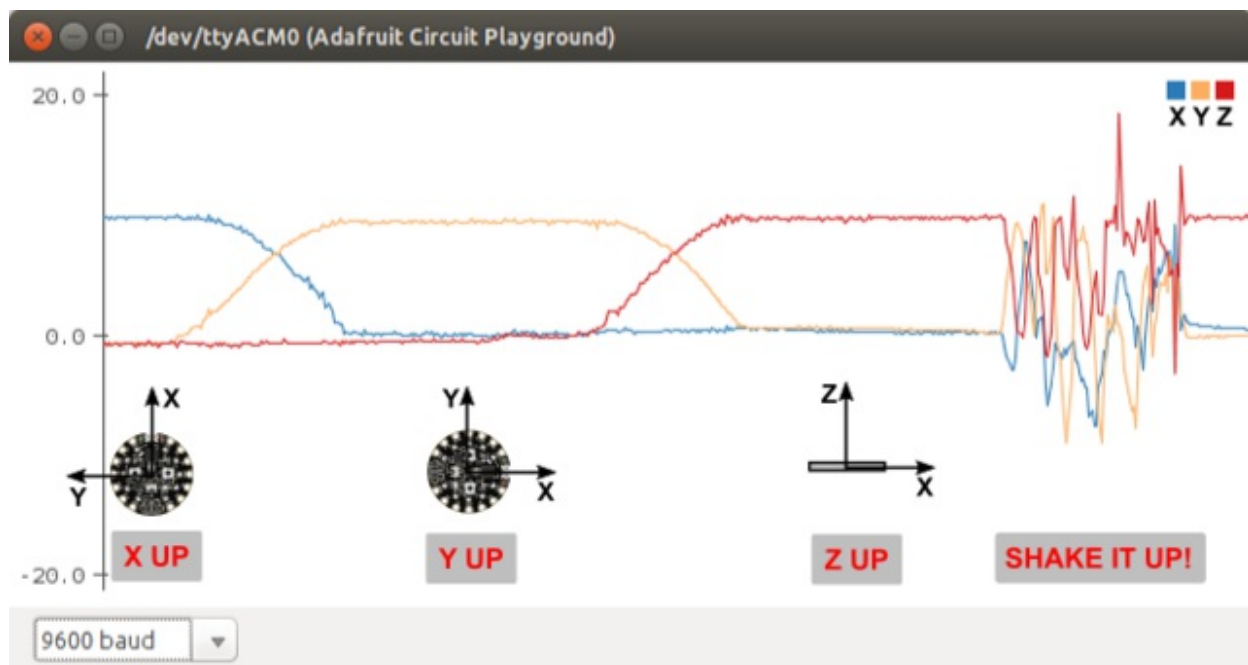 /dev/ttyACM0 (Adafruit Circuit Playground)
20.0
X Y Z
0.0
X
Y
Y
X
Z
X
X UP
Y UP
Z UP
SHAKE IT UP!
-20.0
9600 baud